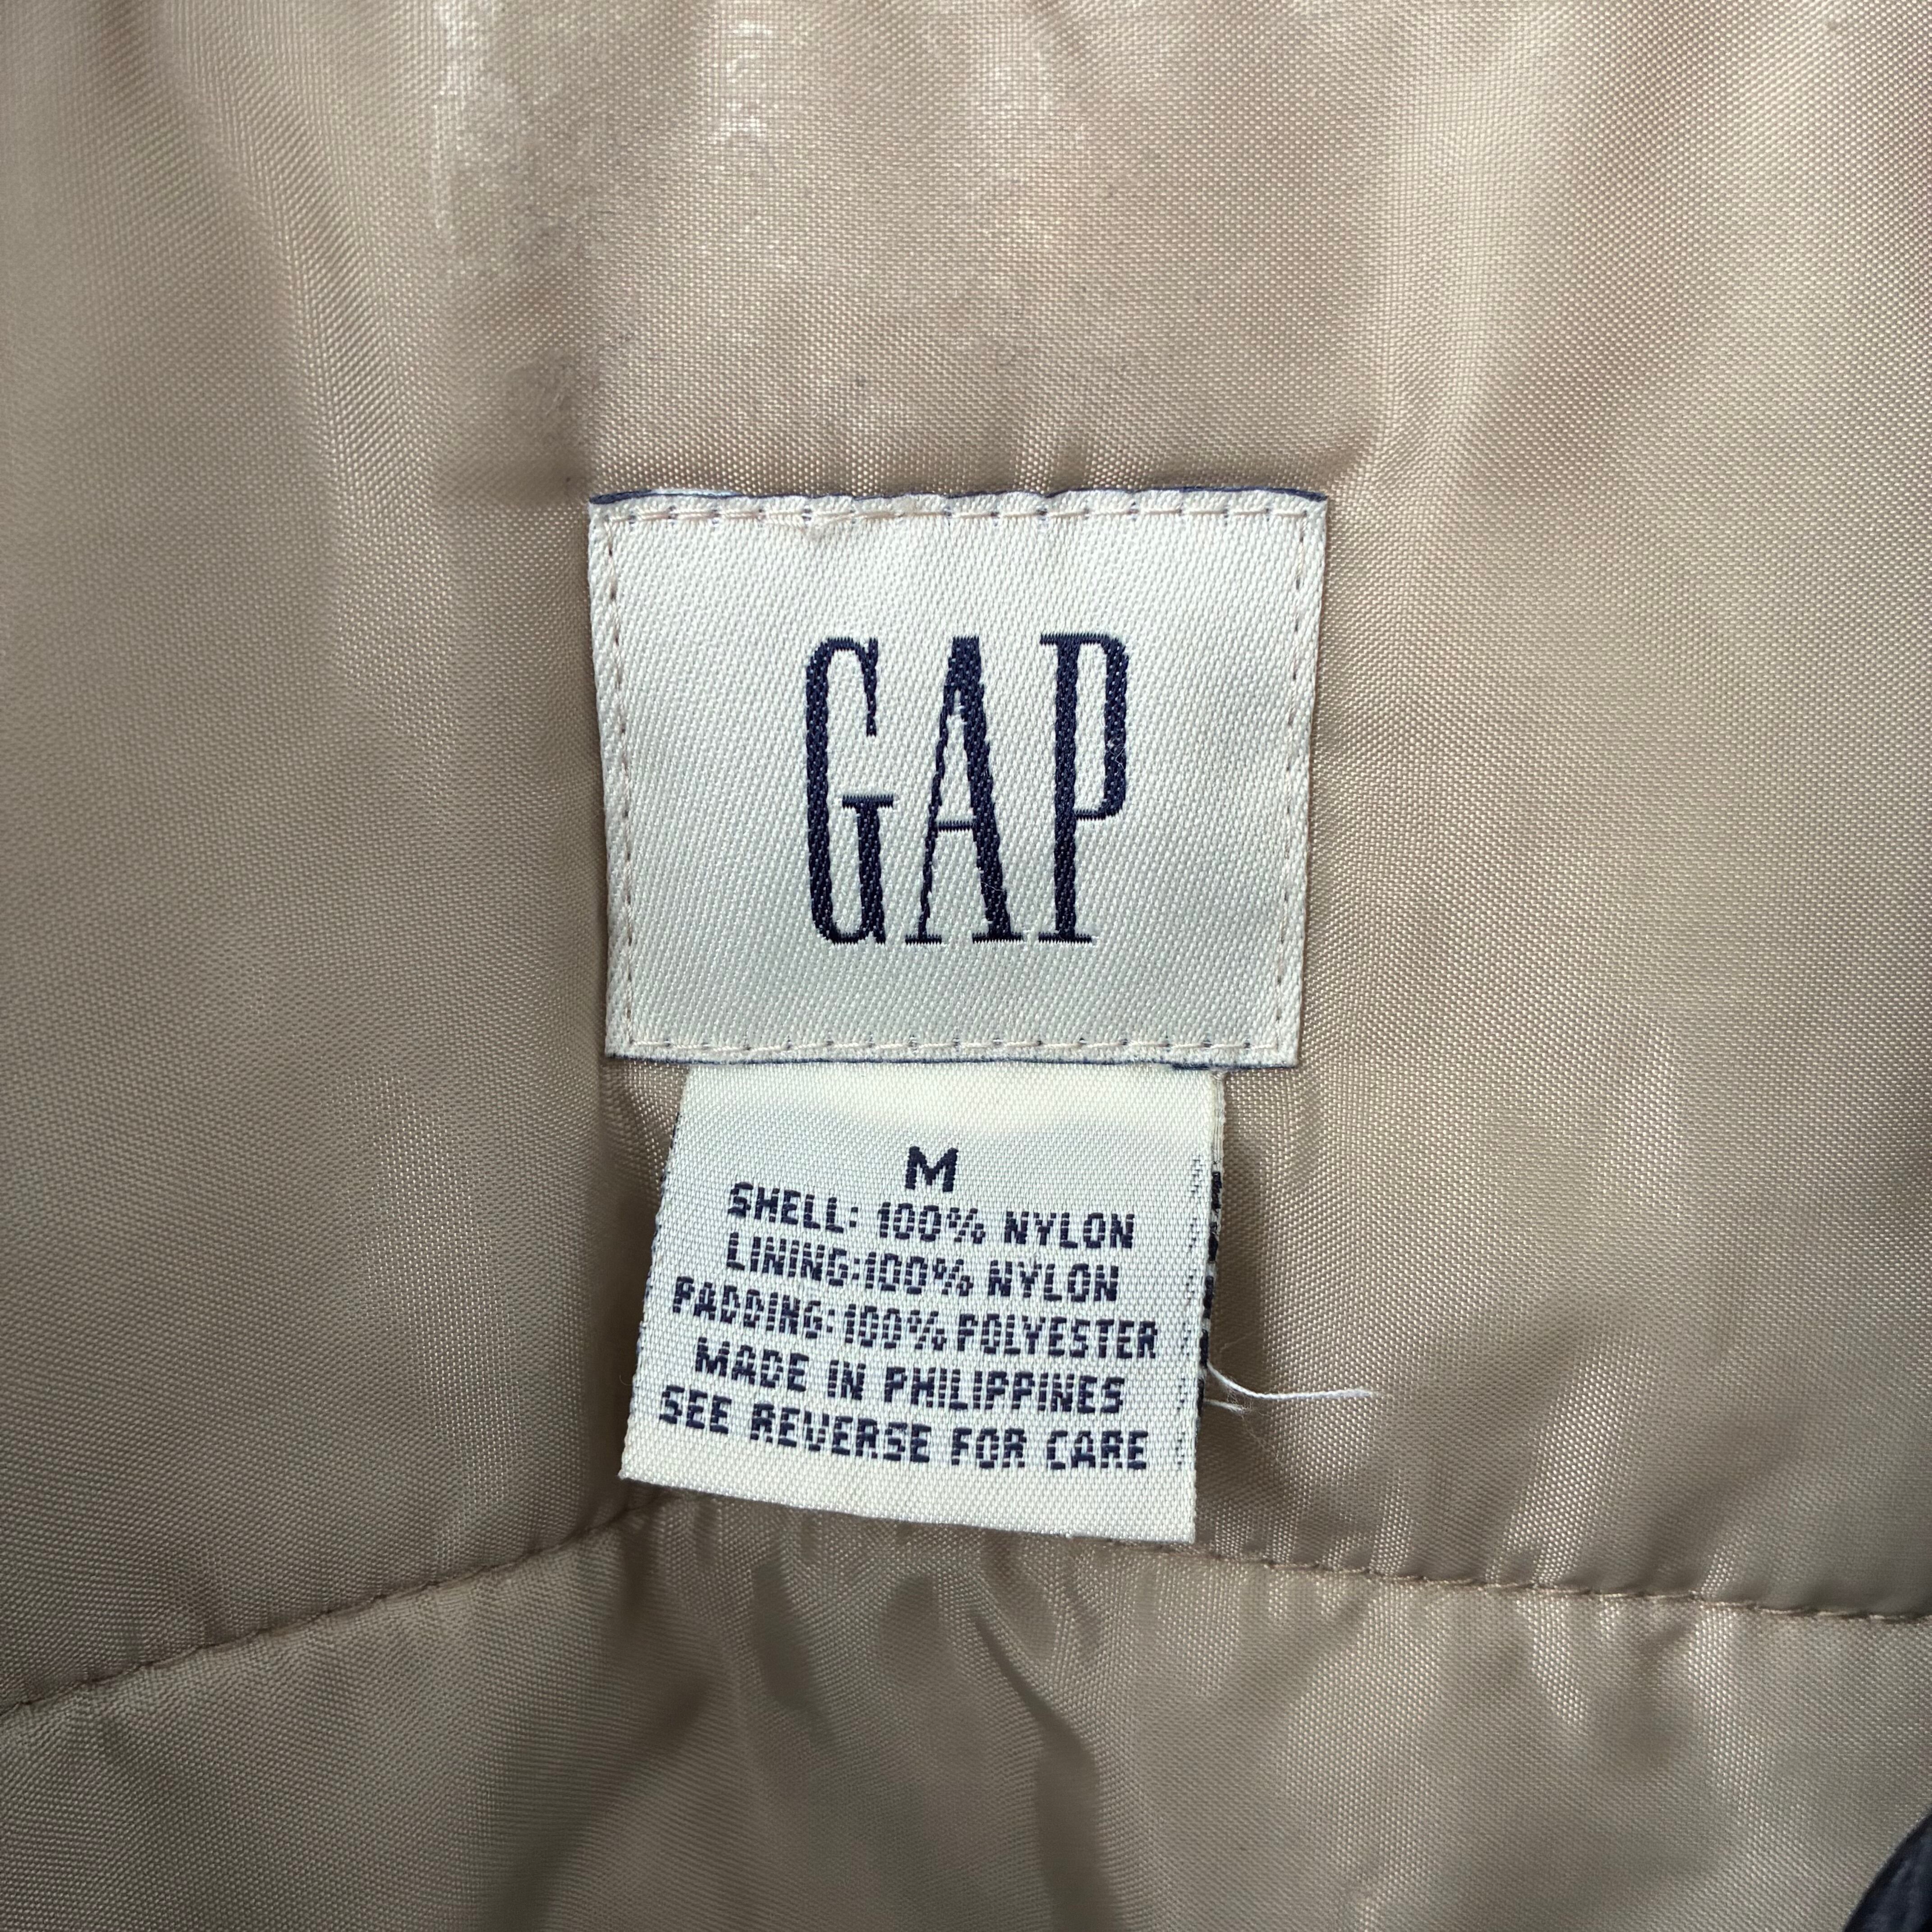 GAP
M
SHELL: 100% NYLON
LINING:100% NYLON
PADDING:100% POLYESTER
MADE IN PHILIPPINES
SEE REVERSE FOR CARE